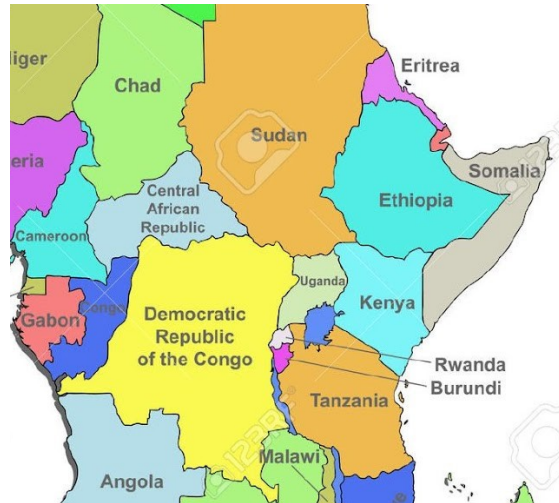 iger
Chad
Eritrea
Sudan
eria
Somalia
Central
African
Republic
Ethiopia
Cameroon
Uganda
Congo
Kenya
Gabon
Democratic
Republic
of the Congo
Rwanda
Burundi
Tanzania
Malawi
Angola